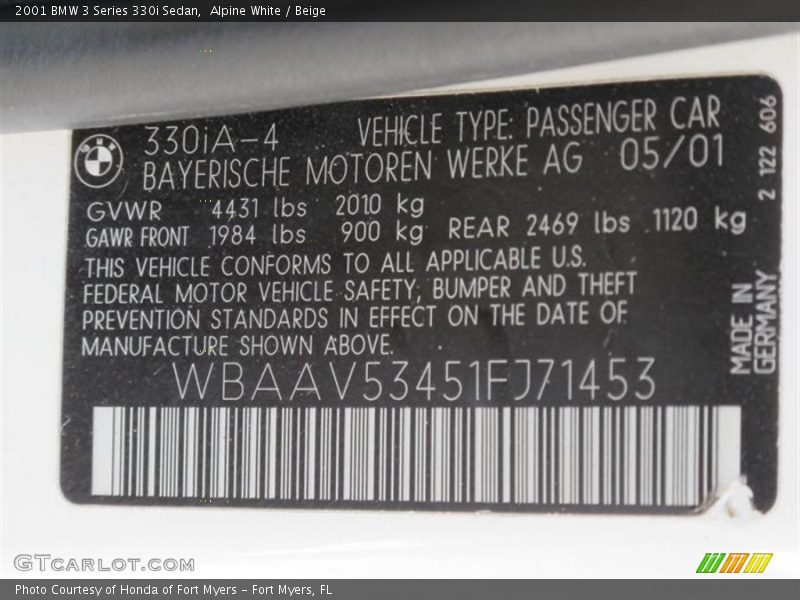 2001 BMW 3 Series 330i Sedan, Alpine White / Beige
330iA-4 VEHICLE TYPE: PASSENGER CAR
BAYERISCHE MOTOREN WERKE AG 05/01
GVWR 4431 lbs 2010 kg
GAWR FRONT 1984 lbs 900 kg REAR 2469 lbs 1120 kg
THIS VEHICLE CONFORMS TO ALL APPLICABLE U.S.
FEDERAL MOTOR VEHICLE SAFETY, BUMPER AND THEFT
PREVENTION STANDARDS IN EFFECT ON THE DATE OF
MANUFACTURE SHOWN ABOVE.
WBAAV53451FJ71453
2 122 606
MADE IN
GERMANY
BMW
GTCARLOT.COM
Photo Courtesy of Honda of Fort Myers - Fort Myers, FL